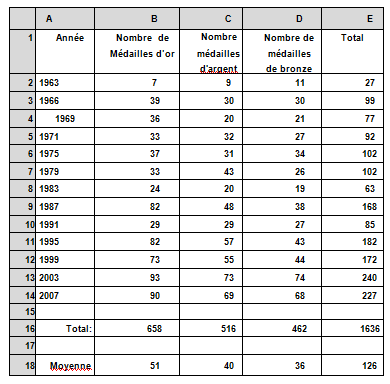 A B C D E
1 Année Nombre de Médailles d'or Nombre médailles d'argent Nombre de médailles de bronze Total
2 1963 7 9 11 27
3 1966 39 30 30 99
4 1969 36 20 21 77
5 1971 33 32 27 92
6 1975 37 31 34 102
7 1979 33 43 26 102
8 1983 24 20 19 63
9 1987 82 48 38 168
10 1991 29 29 27 85
11 1995 82 57 43 182
12 1999 73 55 44 172
13 2003 93 73 74 240
14 2007 90 69 68 227
15
16 Total: 658 516 462 1636
17
18 Moyenne 51 40 36 126